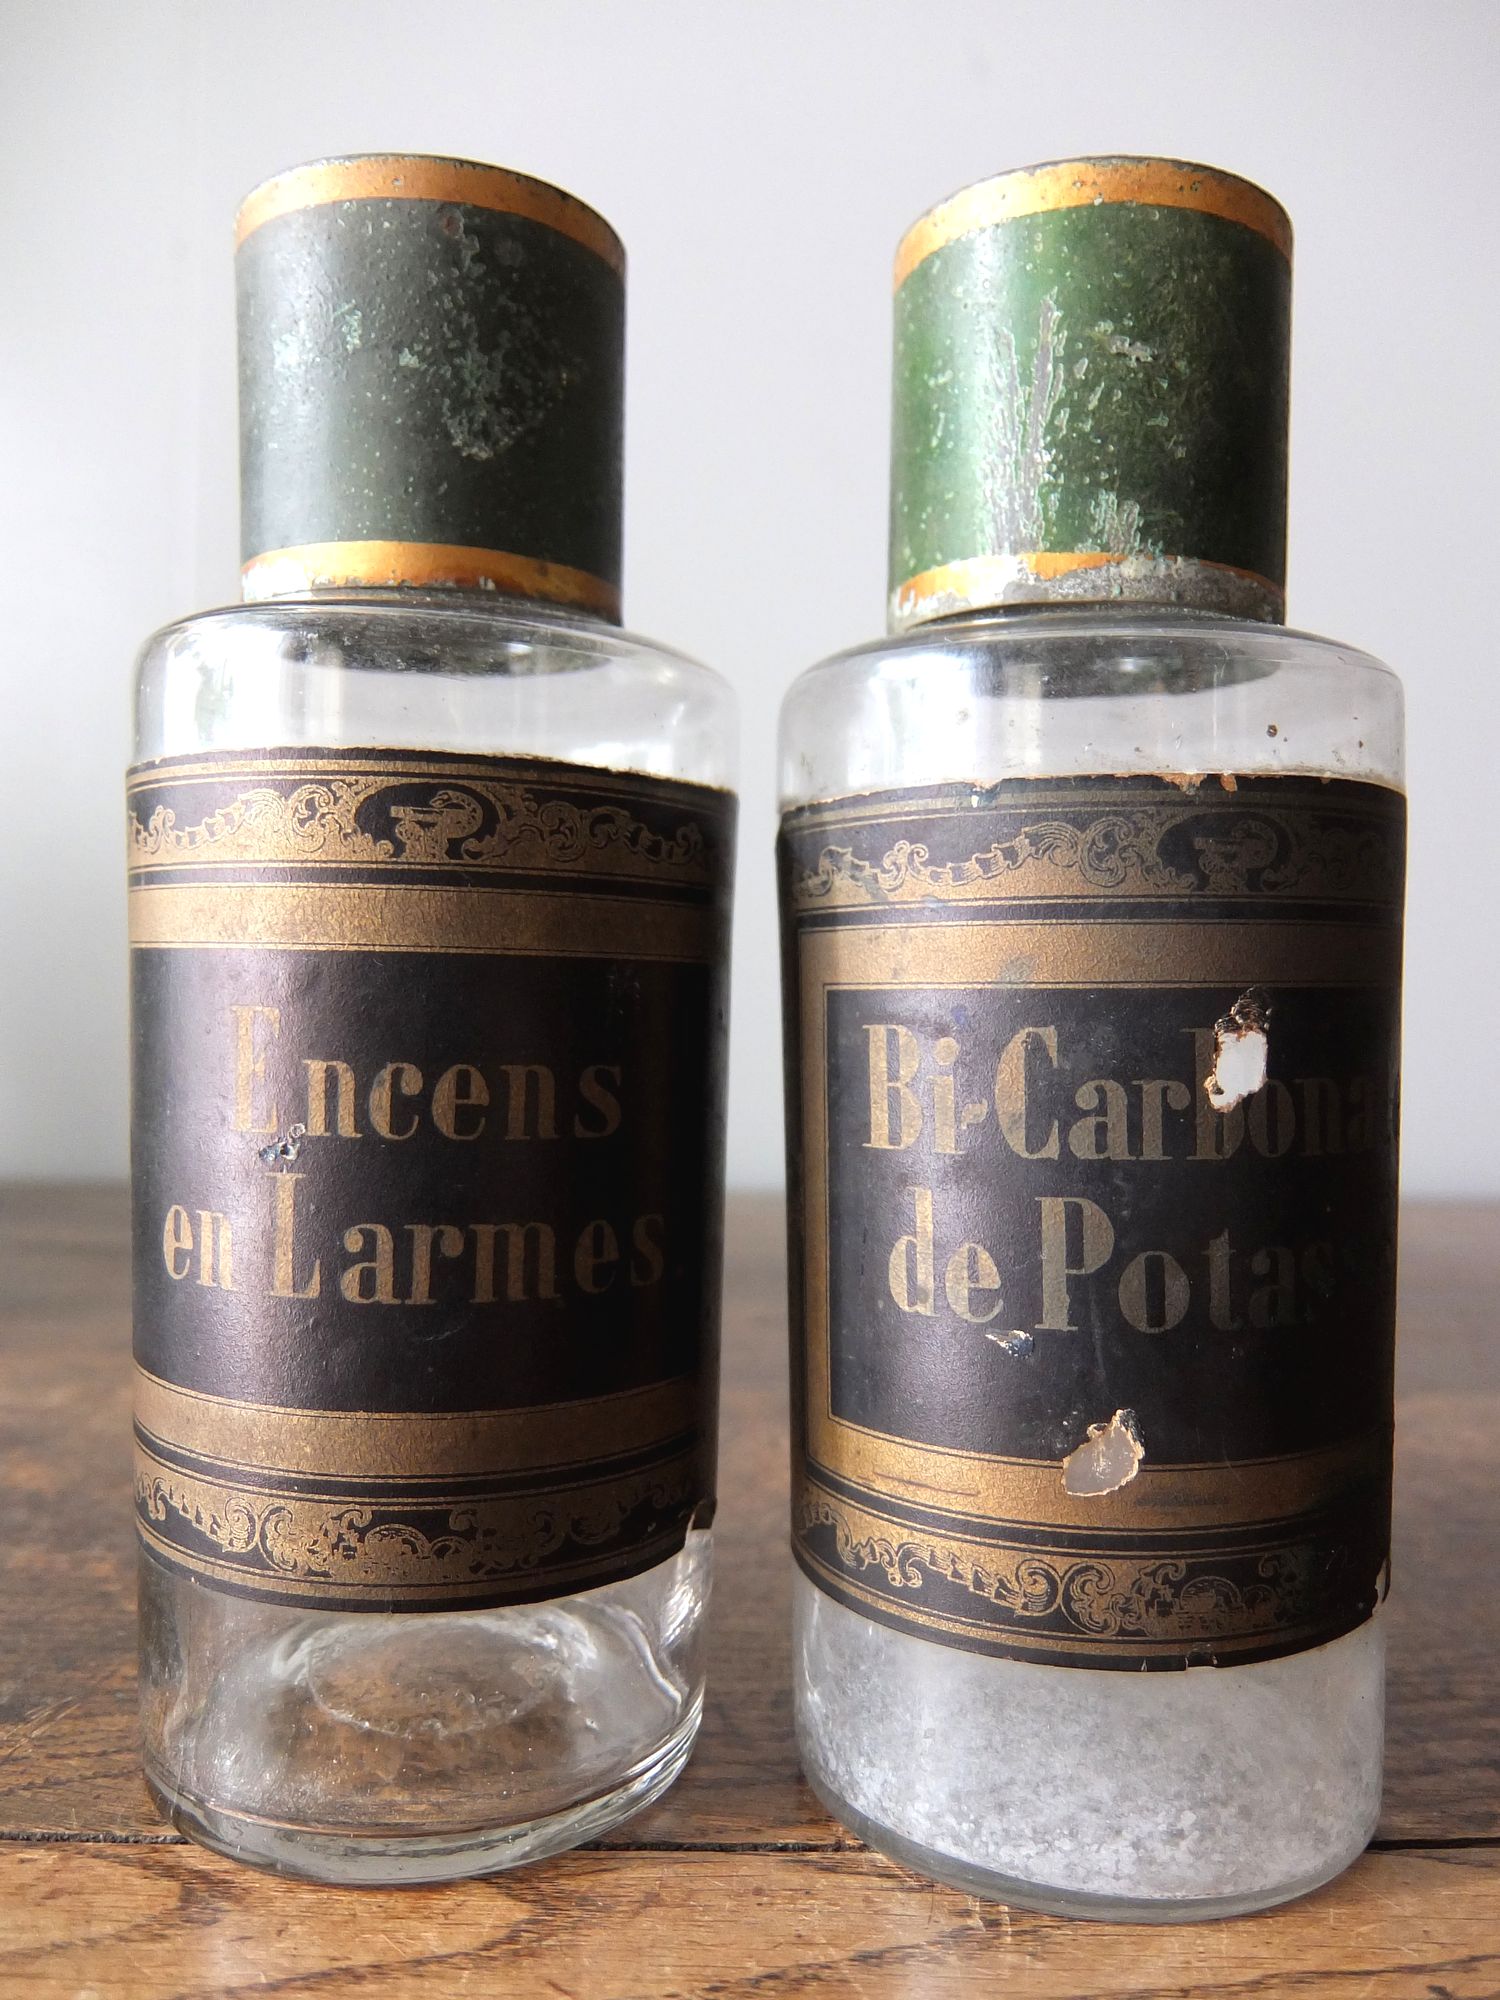 Encens
en Larmes.
Bi-Carbona
de Potas